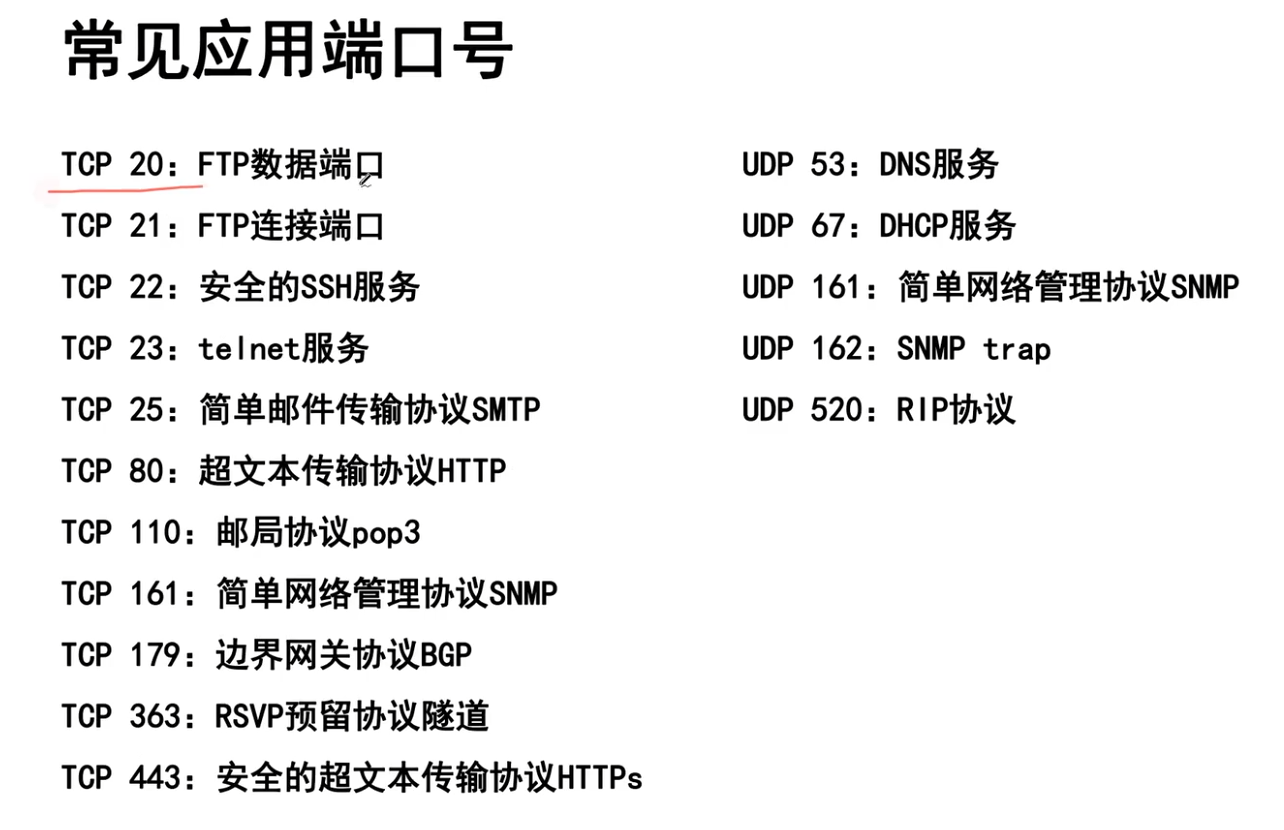 常见应用端口号
TCP 20：FTP数据端口
TCP 21：FTP连接端口
TCP 22：安全的SSH服务
TCP 23：telnet服务
TCP 25：简单邮件传输协议SMTP
TCP 80：超文本传输协议HTTP
TCP 110：邮局协议pop3
TCP 161：简单网络管理协议SNMP
TCP 179：边界网关协议BGP
TCP 363：RSVP预留协议隧道
TCP 443：安全的超文本传输协议HTTPs
UDP 53：DNS服务
UDP 67：DHCP服务
UDP 161：简单网络管理协议SNMP
UDP 162：SNMP trap
UDP 520：RIP协议